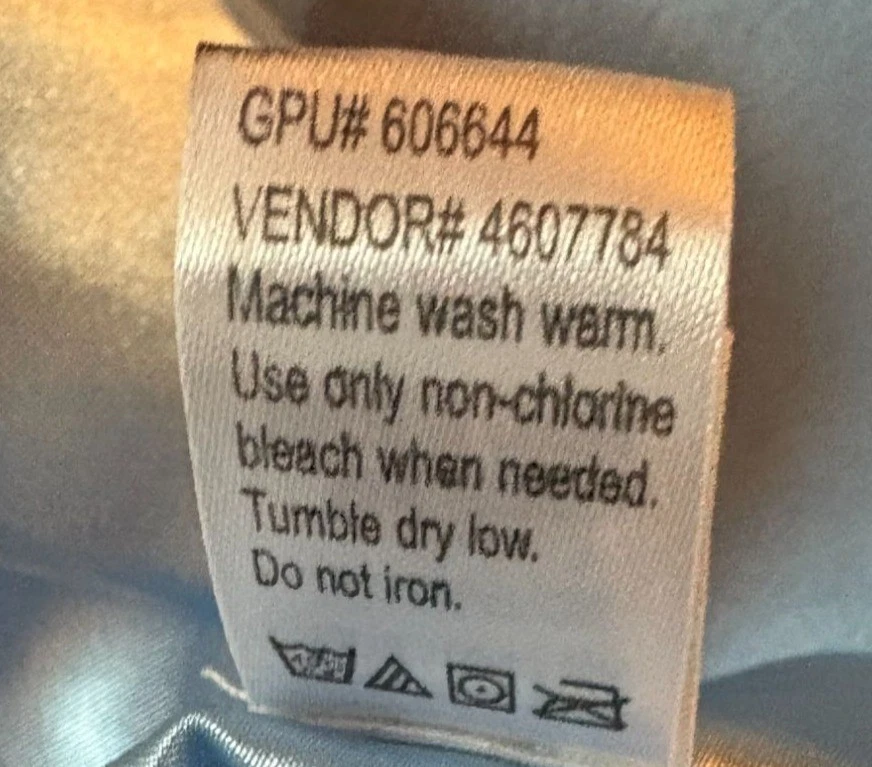 GPU# 606644
VENDOR# 4607784
Machine wash warm.
Use only non-chlorine
bleach when needed.
Tumble dry low.
Do not iron.